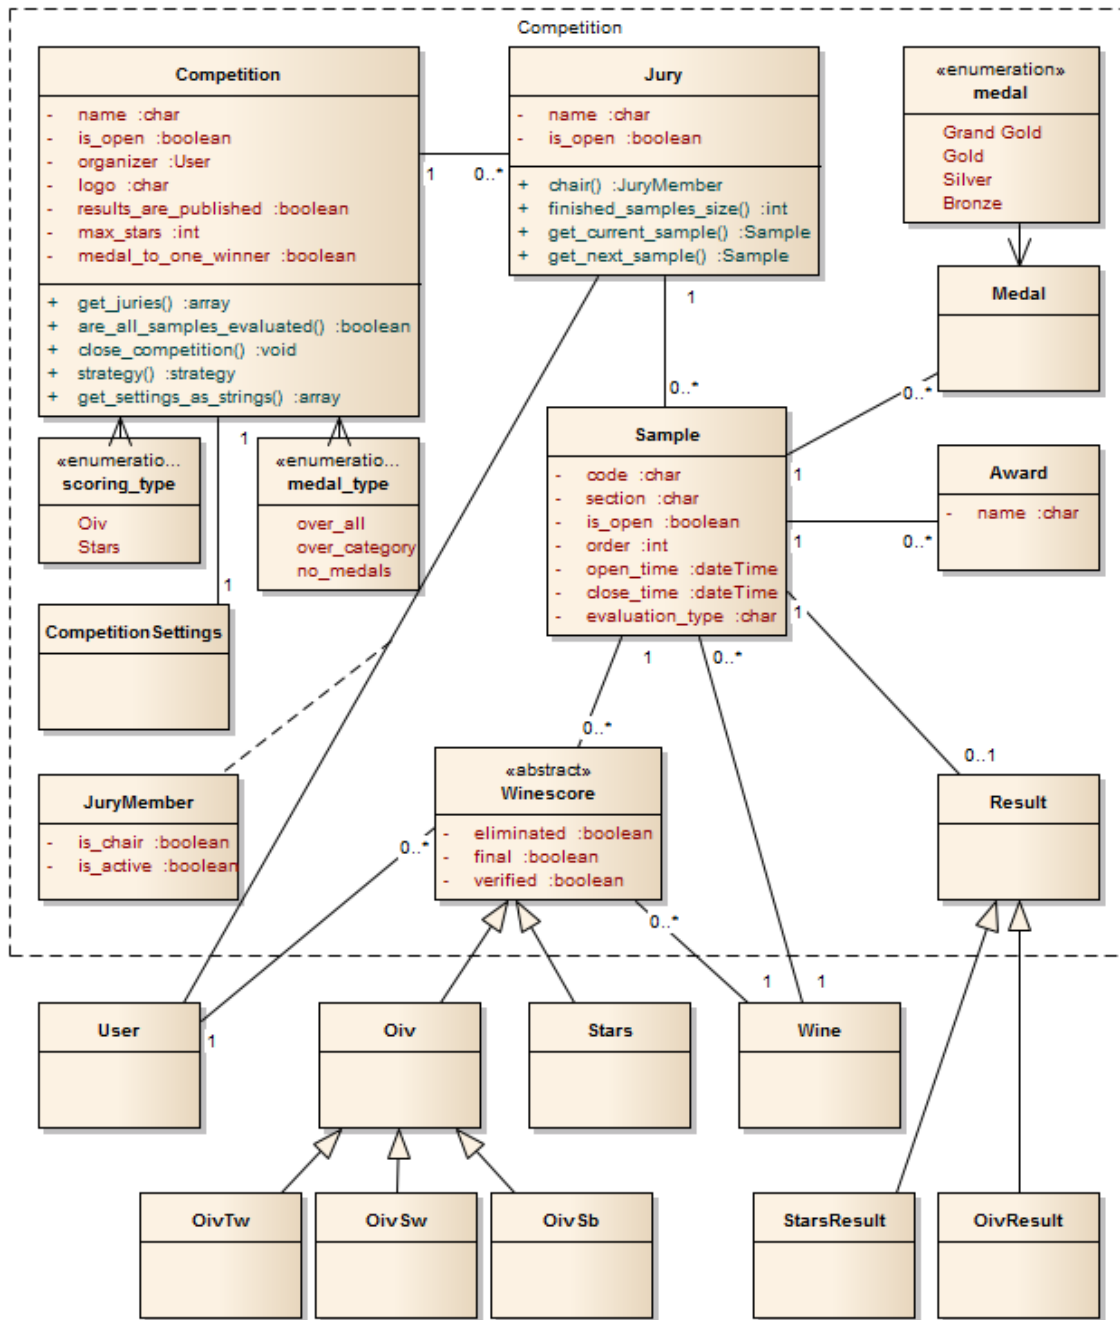 Competition
Competition
- name :char
- is_open :boolean
- organizer :User
- logo :char
- results_are_published :boolean
- max_stars :int
- medal_to_one_winner :boolean
+ get_juries() :array
+ are_all_samples_evaluated() :boolean
+ close_competition() :void
+ strategy() :strategy
+ get_settings_as_strings() :array
Jury
- name :char
- is_open :boolean
+ chair() :JuryMember
+ finished_samples_size() :int
+ get_current_sample() :Sample
+ get_next_sample() :Sample
«enumeration»
medal
Grand Gold
Gold
Silver
Bronze
1
0..*
Medal
1
0..*
0..*
1
«enumeratio...
scoring_type
Oiv
Stars
1
«enumeratio...
medal_type
over_all
over_category
no_medals
1
Sample
- code :char
- section :char
- is_open :boolean
- order :int
- open_time :dateTime
- close_time :dateTime
- evaluation_type :char
Award
- name :char
1
0..*
1
CompetitionSettings
1
0..*
0..*
0..1
JuryMember
- is_chair :boolean
- is_active :boolean
«abstract»
Winescore
- eliminated :boolean
- final :boolean
- verified :boolean
Result
0..*
0..*
1
1
1
User
Oiv
Stars
Wine
OivTw
OivSw
OivSb
StarsResult
OivResult